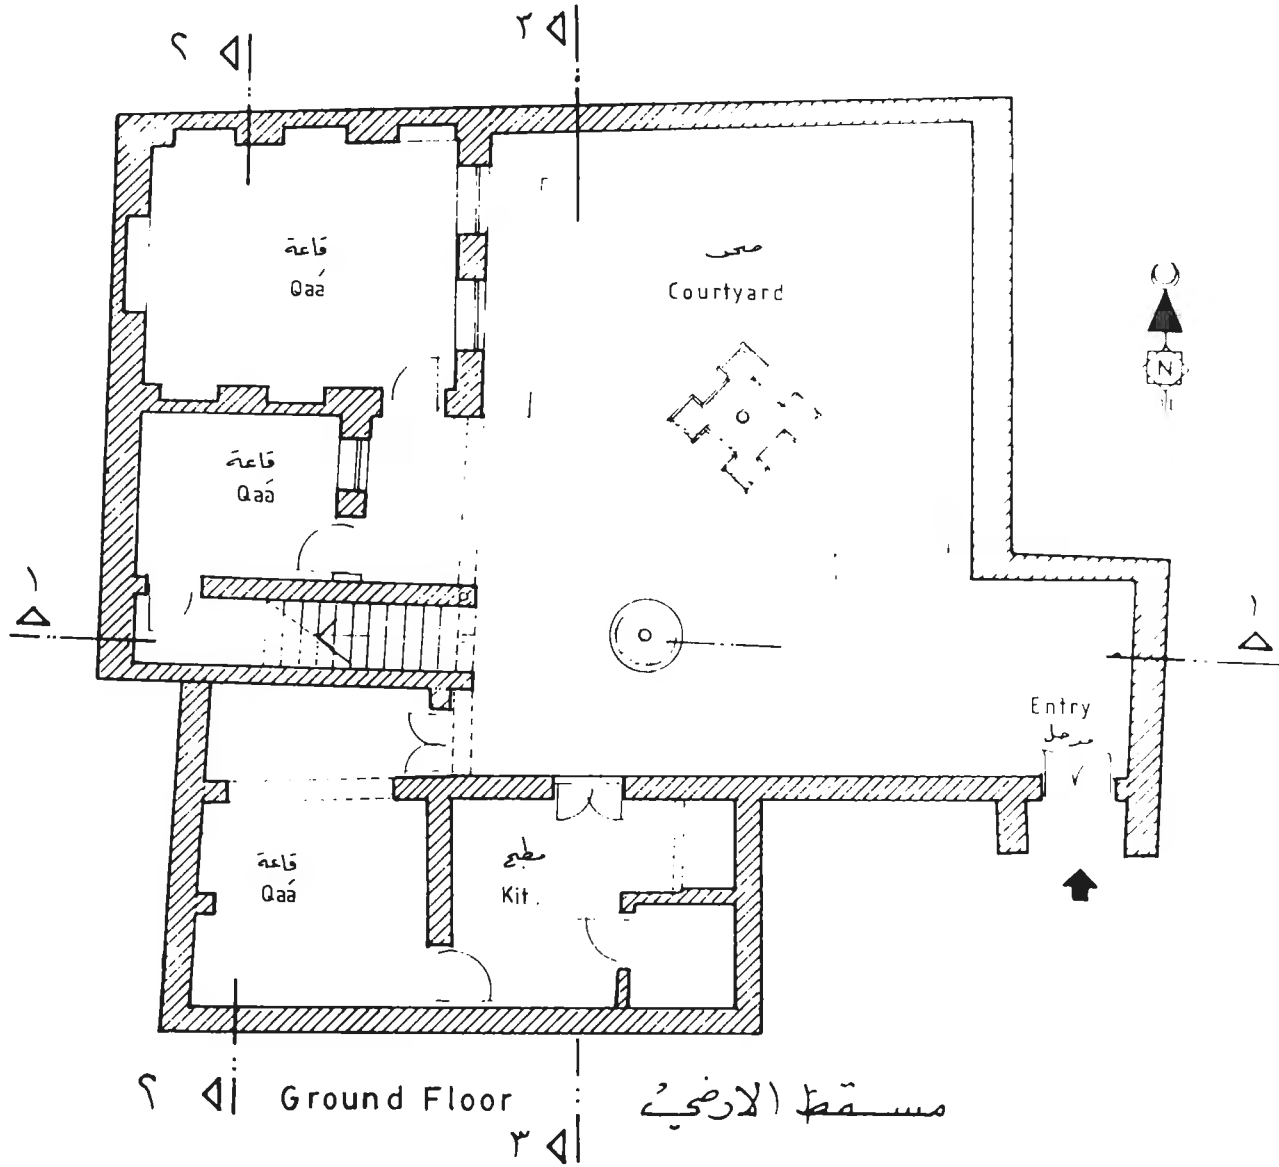 ٢
٣
قاعة
Qaá
صحن
Courtyard
N
قاعة
Qaá
١
١
Entry
مدخل
قاعة
Qaá
مطبخ
Kit.
٢
Ground Floor
مسقط الارضي
٣